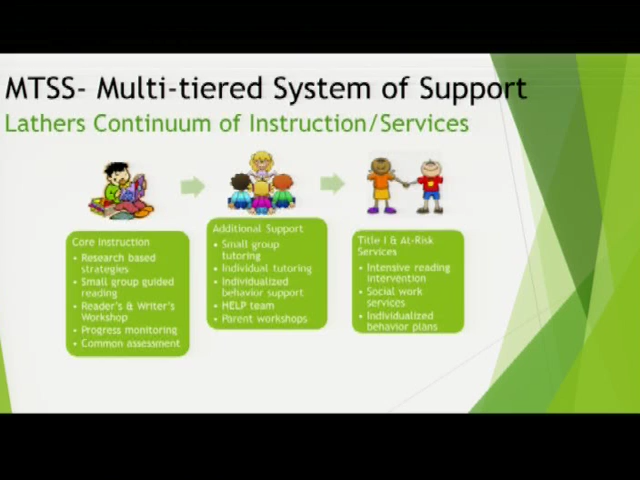 MTSS- Multi-tiered System of Support
Lathers Continuum of Instruction/Services
Core Instruction
• Research based
strategies
• Small group guided
reading
• Reader's & Writer's
Workshop
• Progress monitoring
• Common assessment
Additional Support
• Small group
tutoring
• Individual tutoring
• Individualized
behavior support
• HELP team
• Parent workshops
Title I & At-Risk
Services
• Intensive reading
intervention
• Social work
services
• Individualized
behavior plans